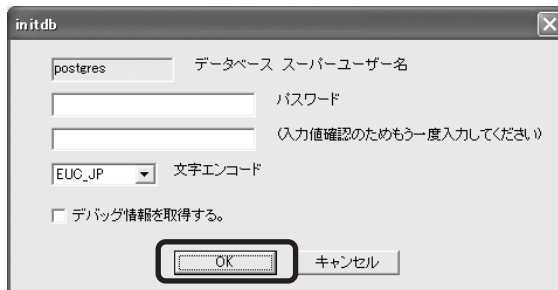 initdb
postgres データベース スーパーユーザー名
パスワード
(入力値確認のためもう一度入力してください)
EUC_JP 文字エンコード
デバッグ情報を取得する。
OK キャンセル